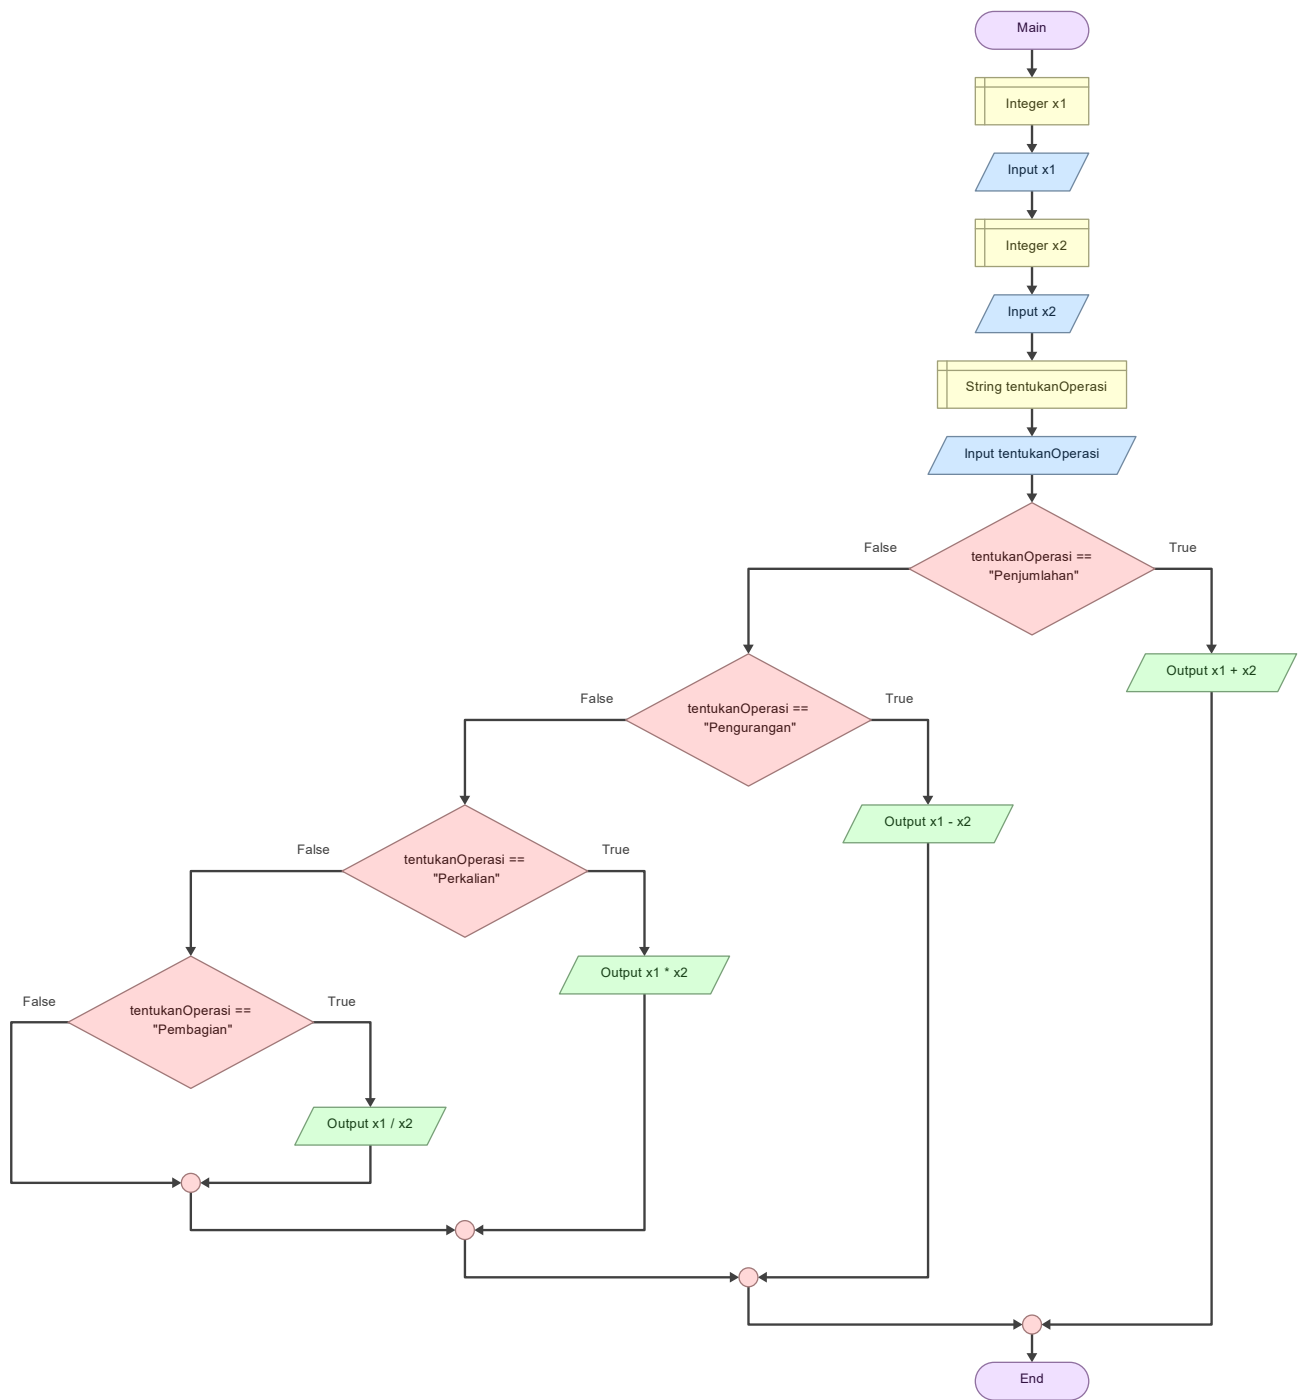 Main
Integer x1
Input x1
Integer x2
Input x2
String tentukanOperasi
Input tentukanOperasi
False
tentukanOperasi ==
"Penjumlahan"
True
Output x1 + x2
False
tentukanOperasi ==
"Pengurangan"
True
Output x1 - x2
False
tentukanOperasi ==
"Perkalian"
True
Output x1 * x2
False
tentukanOperasi ==
"Pembagian"
True
Output x1 / x2
End